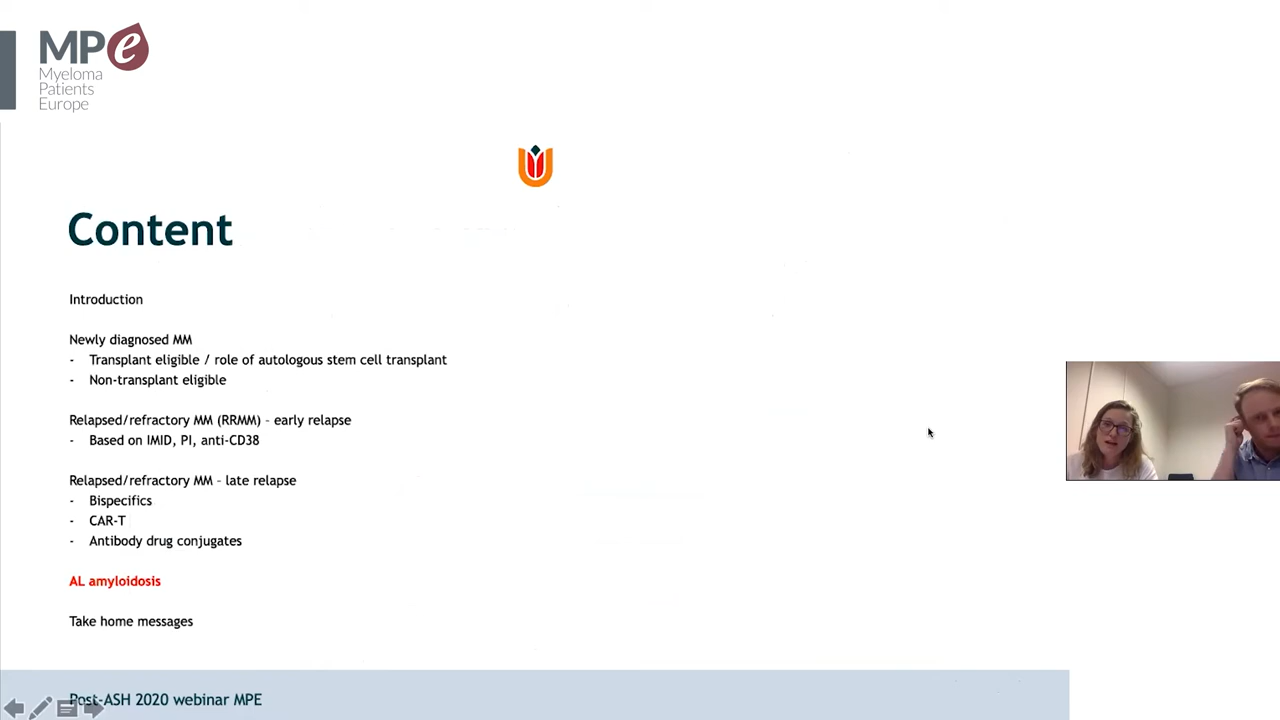 MPe
Myeloma
Patients
Europe
Content
Introduction
Newly diagnosed MM
- Transplant eligible / role of autologous stem cell transplant
- Non-transplant eligible
Relapsed/refractory MM (RRMM) – early relapse
- Based on IMID, PI, anti-CD38
Relapsed/refractory MM – late relapse
- Bispecifics
- CAR-T
- Antibody drug conjugates
AL amyloidosis
Take home messages
Post-ASH 2020 webinar MPE